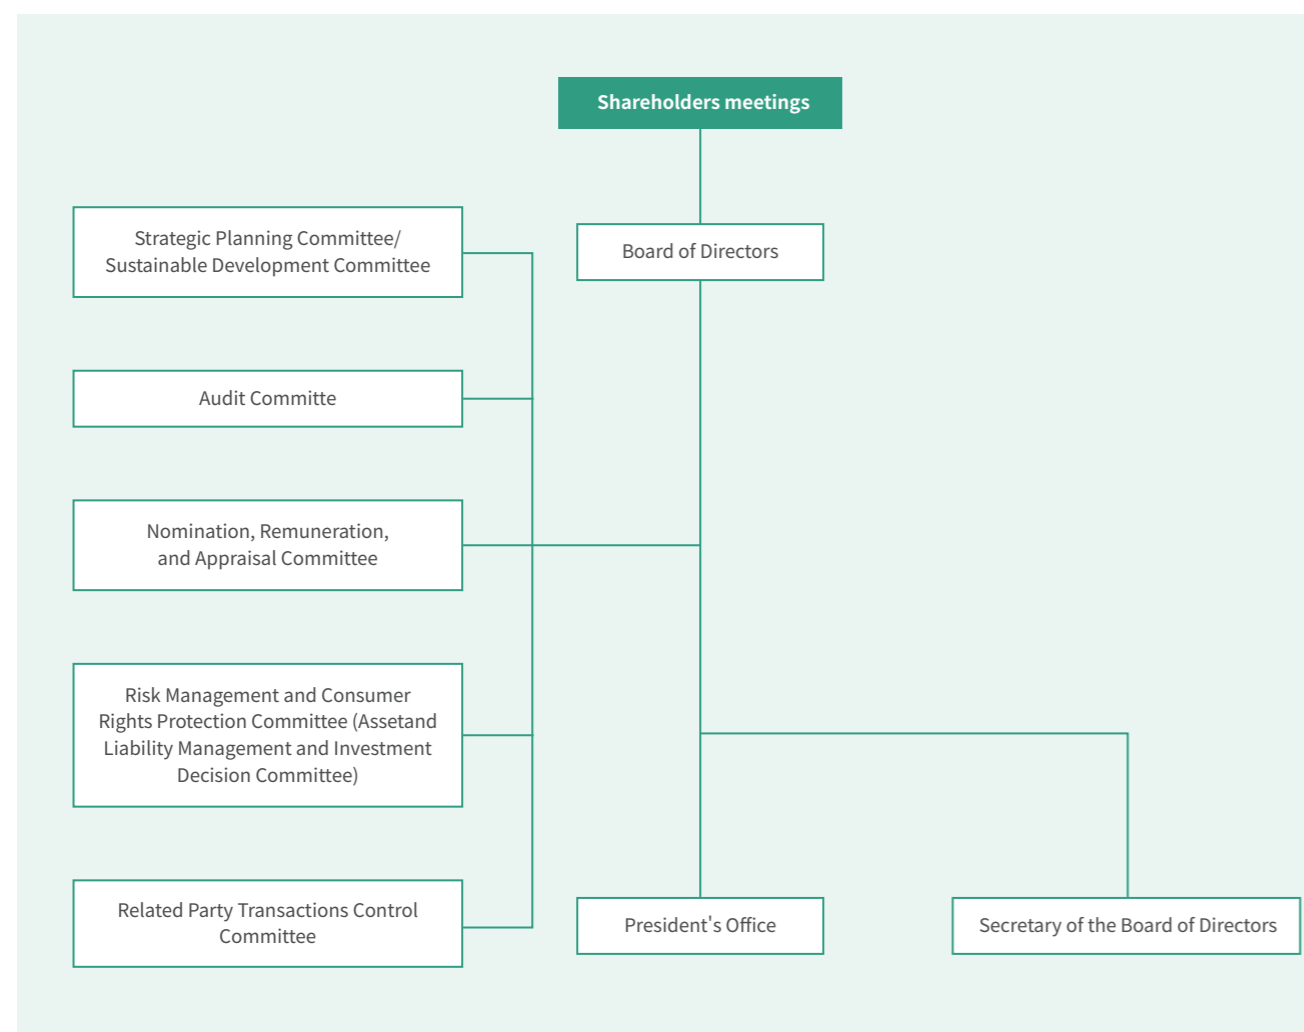 Shareholders meetings
Board of Directors
Strategic Planning Committee/
Sustainable Development Committee
Audit Committe
Nomination, Remuneration,
and Appraisal Committee
Risk Management and Consumer
Rights Protection Committee (Assetand
Liability Management and Investment
Decision Committee)
Related Party Transactions Control
Committee
President's Office
Secretary of the Board of Directors